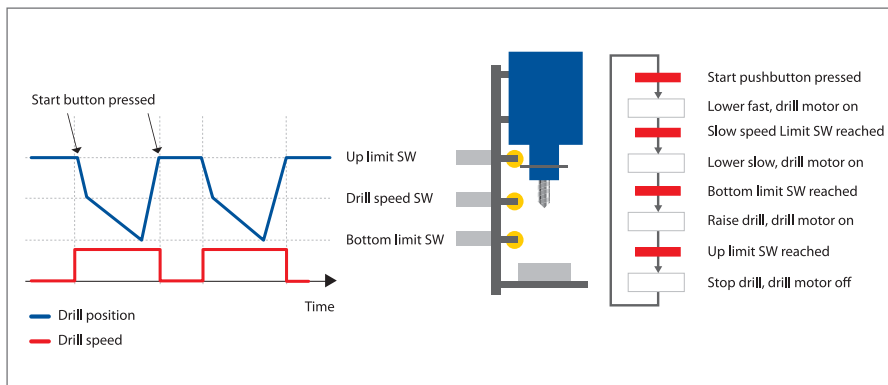 Start button pressed
Up limit SW
Drill speed SW
Bottom limit SW
Time
Drill position
Drill speed
Start pushbutton pressed
Lower fast, drill motor on
Slow speed Limit SW reached
Lower slow, drill motor on
Bottom limit SW reached
Raise drill, drill motor on
Up limit SW reached
Stop drill, drill motor off